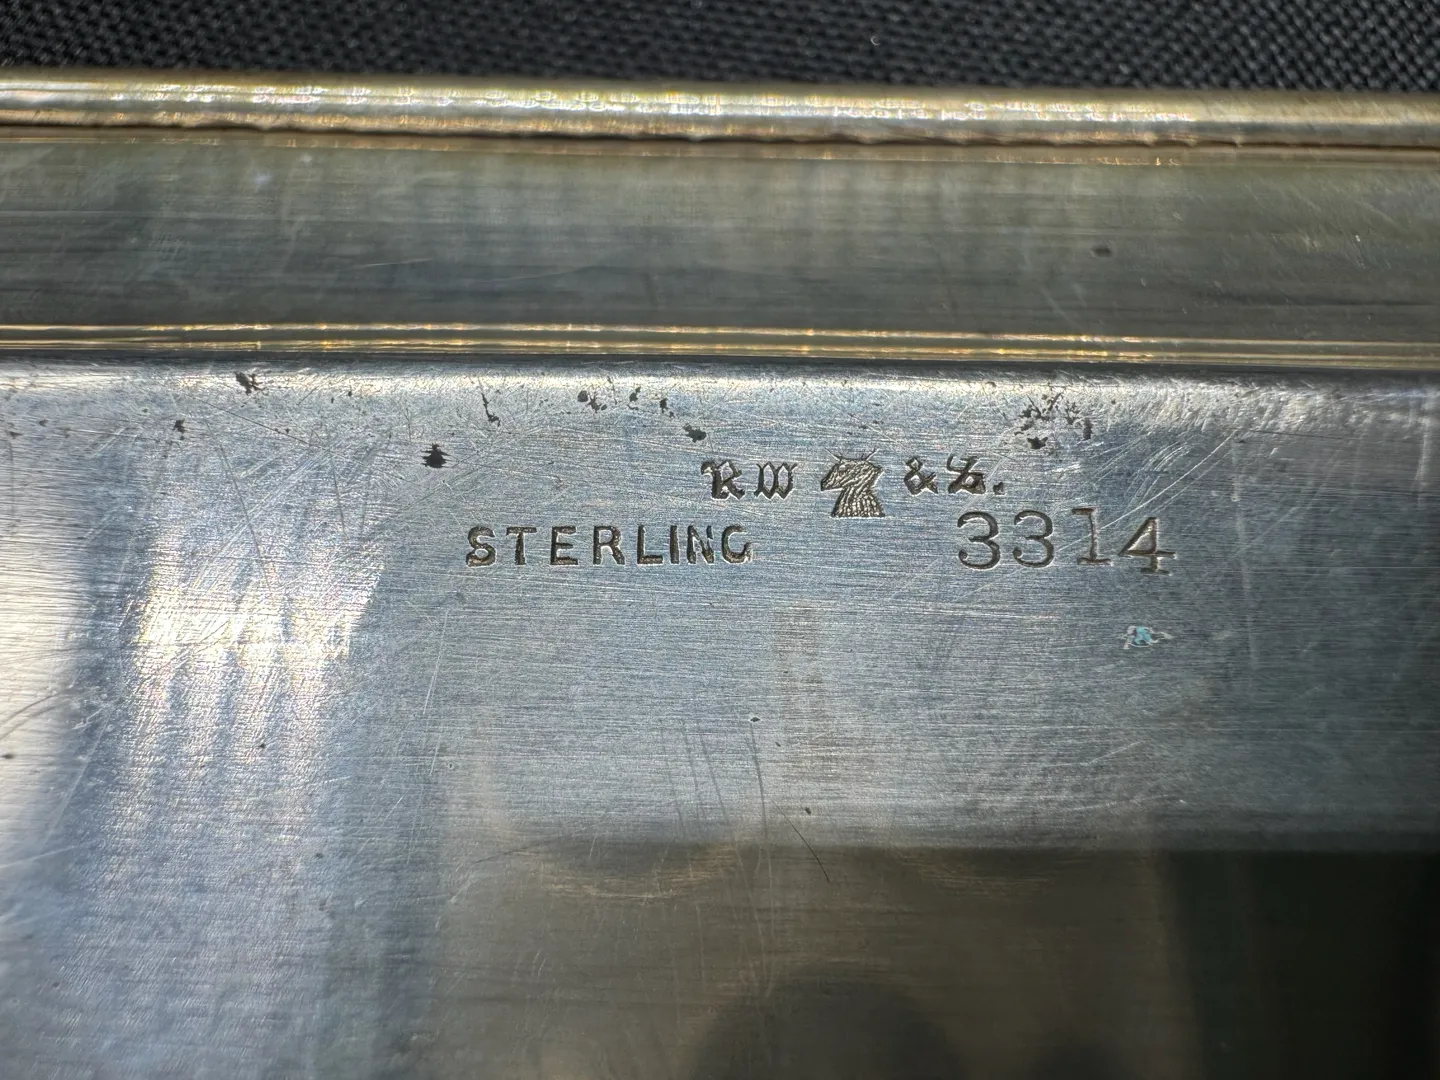 RW & S.
STERLING 3314